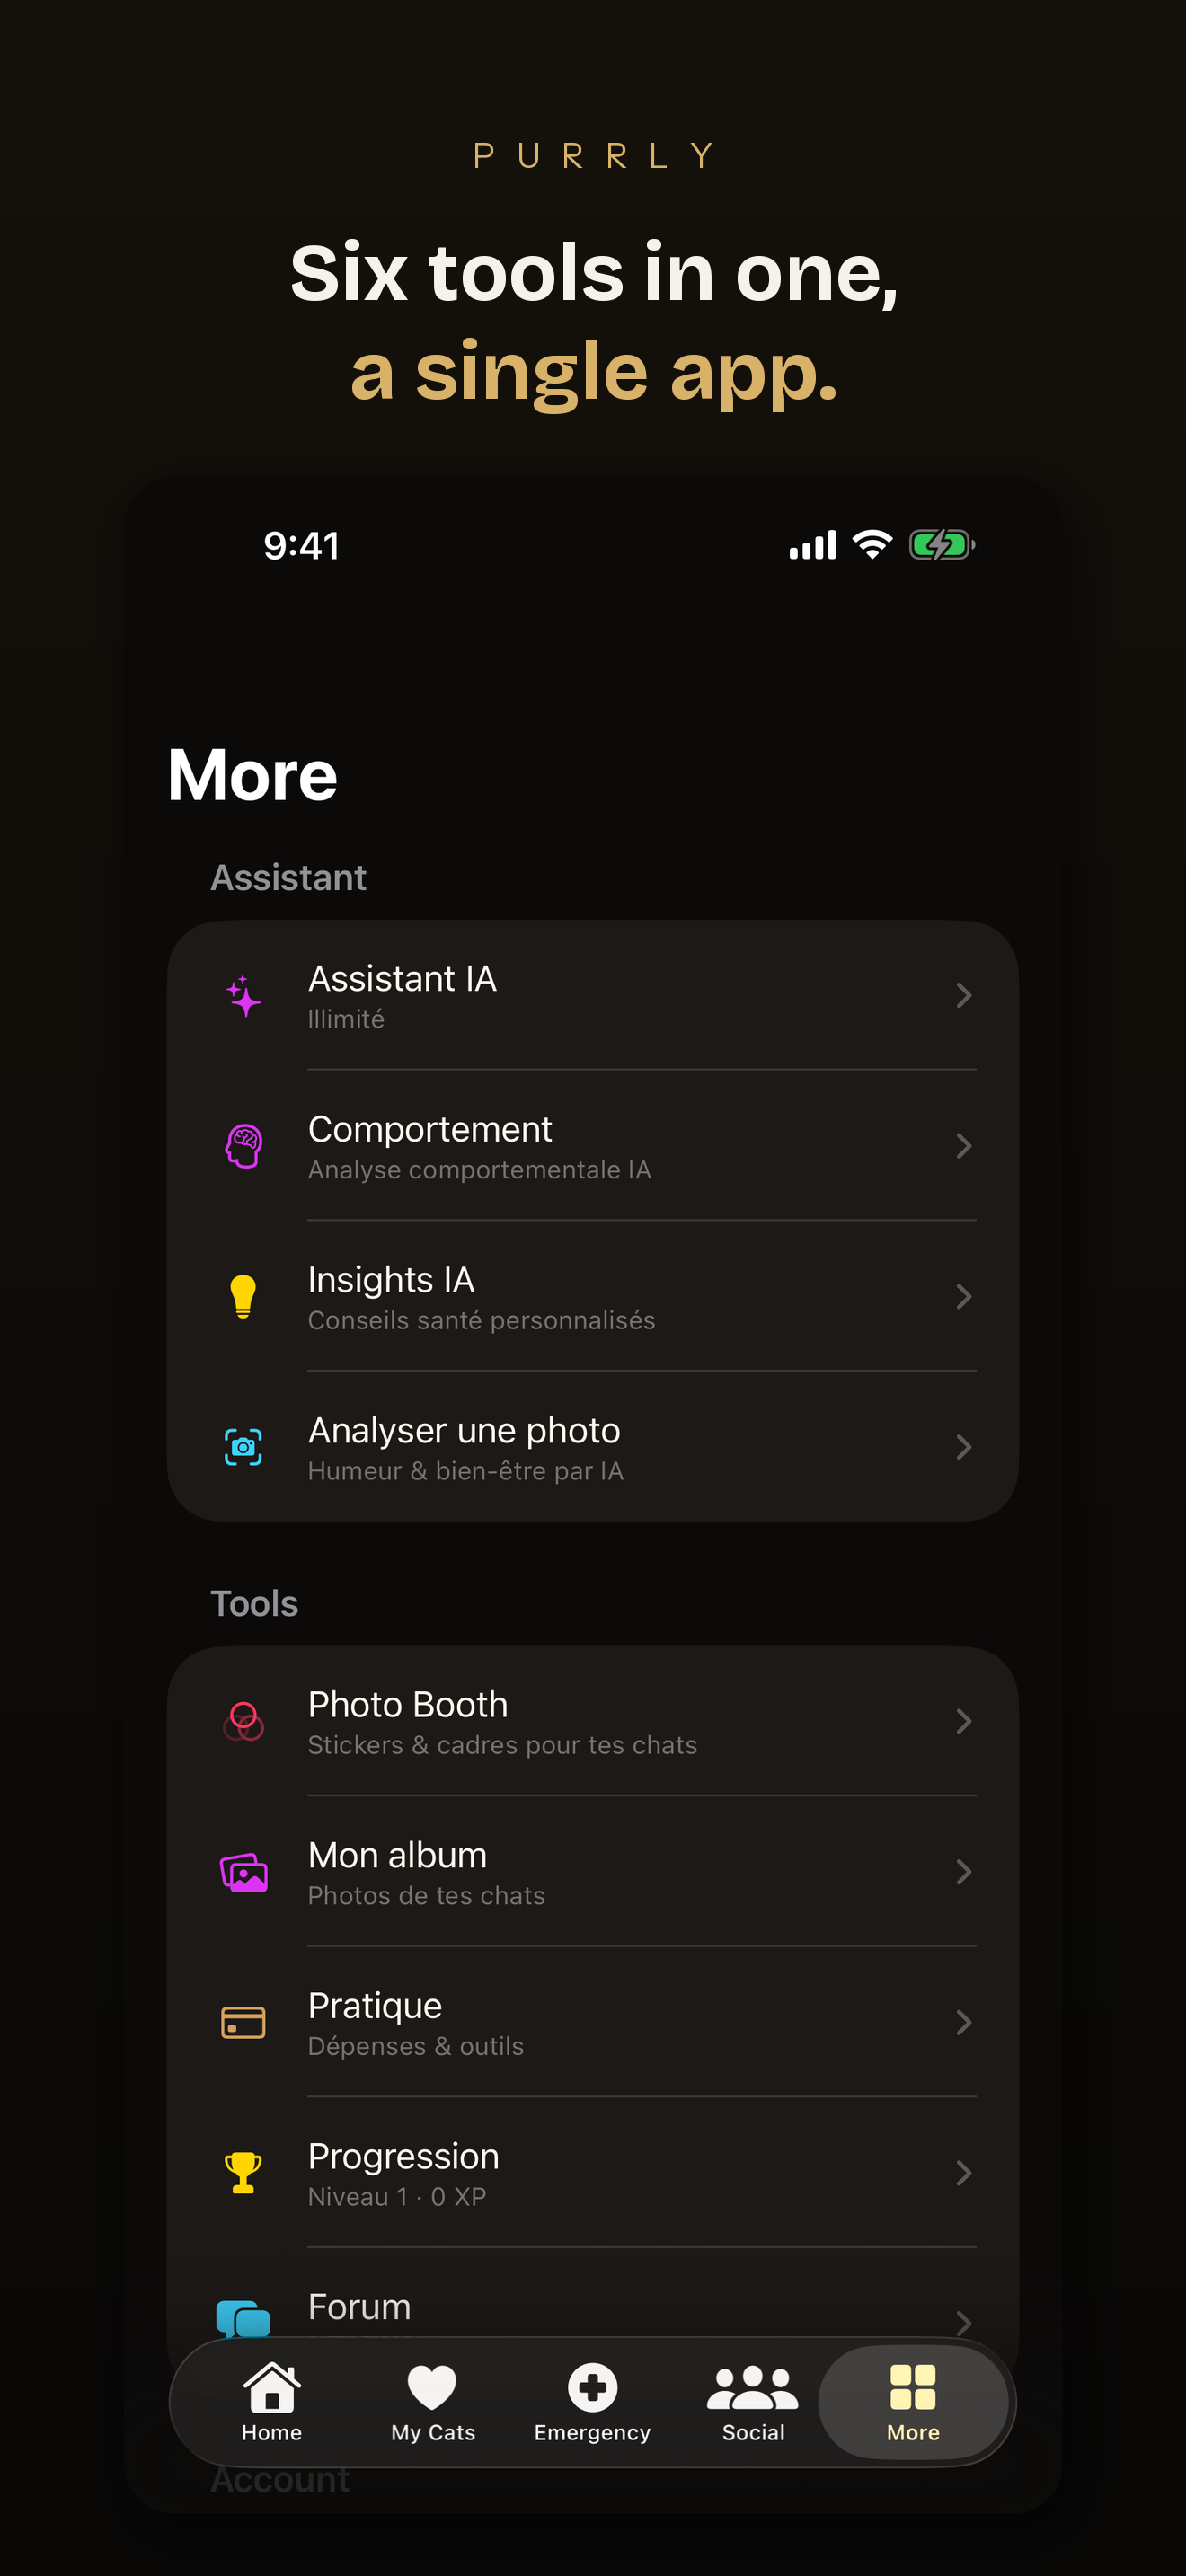 PURRLY
Six tools in one,
a single app.
9:41
More
Assistant
Assistant IA
Illimité
Comportement
Analyse comportementale IA
Insights IA
Conseils santé personnalisés
Analyser une photo
Humeur & bien-être par IA
Tools
Photo Booth
Stickers & cadres pour tes chats
Mon album
Photos de tes chats
Pratique
Dépenses & outils
Progression
Niveau 1 · 0 XP
Forum
Home
My Cats
Emergency
Social
More
Account